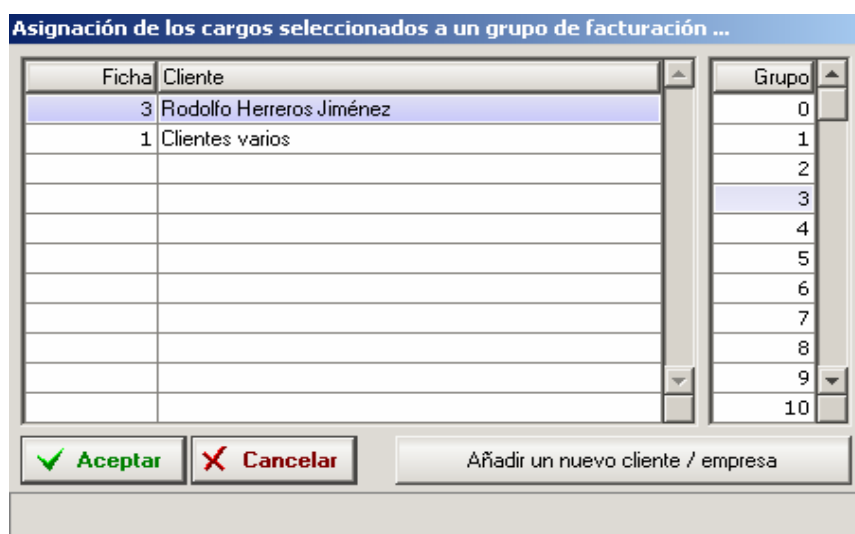 Asignación de los cargos seleccionados a un grupo de facturación ...
Ficha Cliente Grupo
3 Rodolfo Herreros Jiménez 0
1 Clientes varios 1
2
3
4
5
6
7
8
9
10
Aceptar Cancelar Añadir un nuevo cliente / empresa